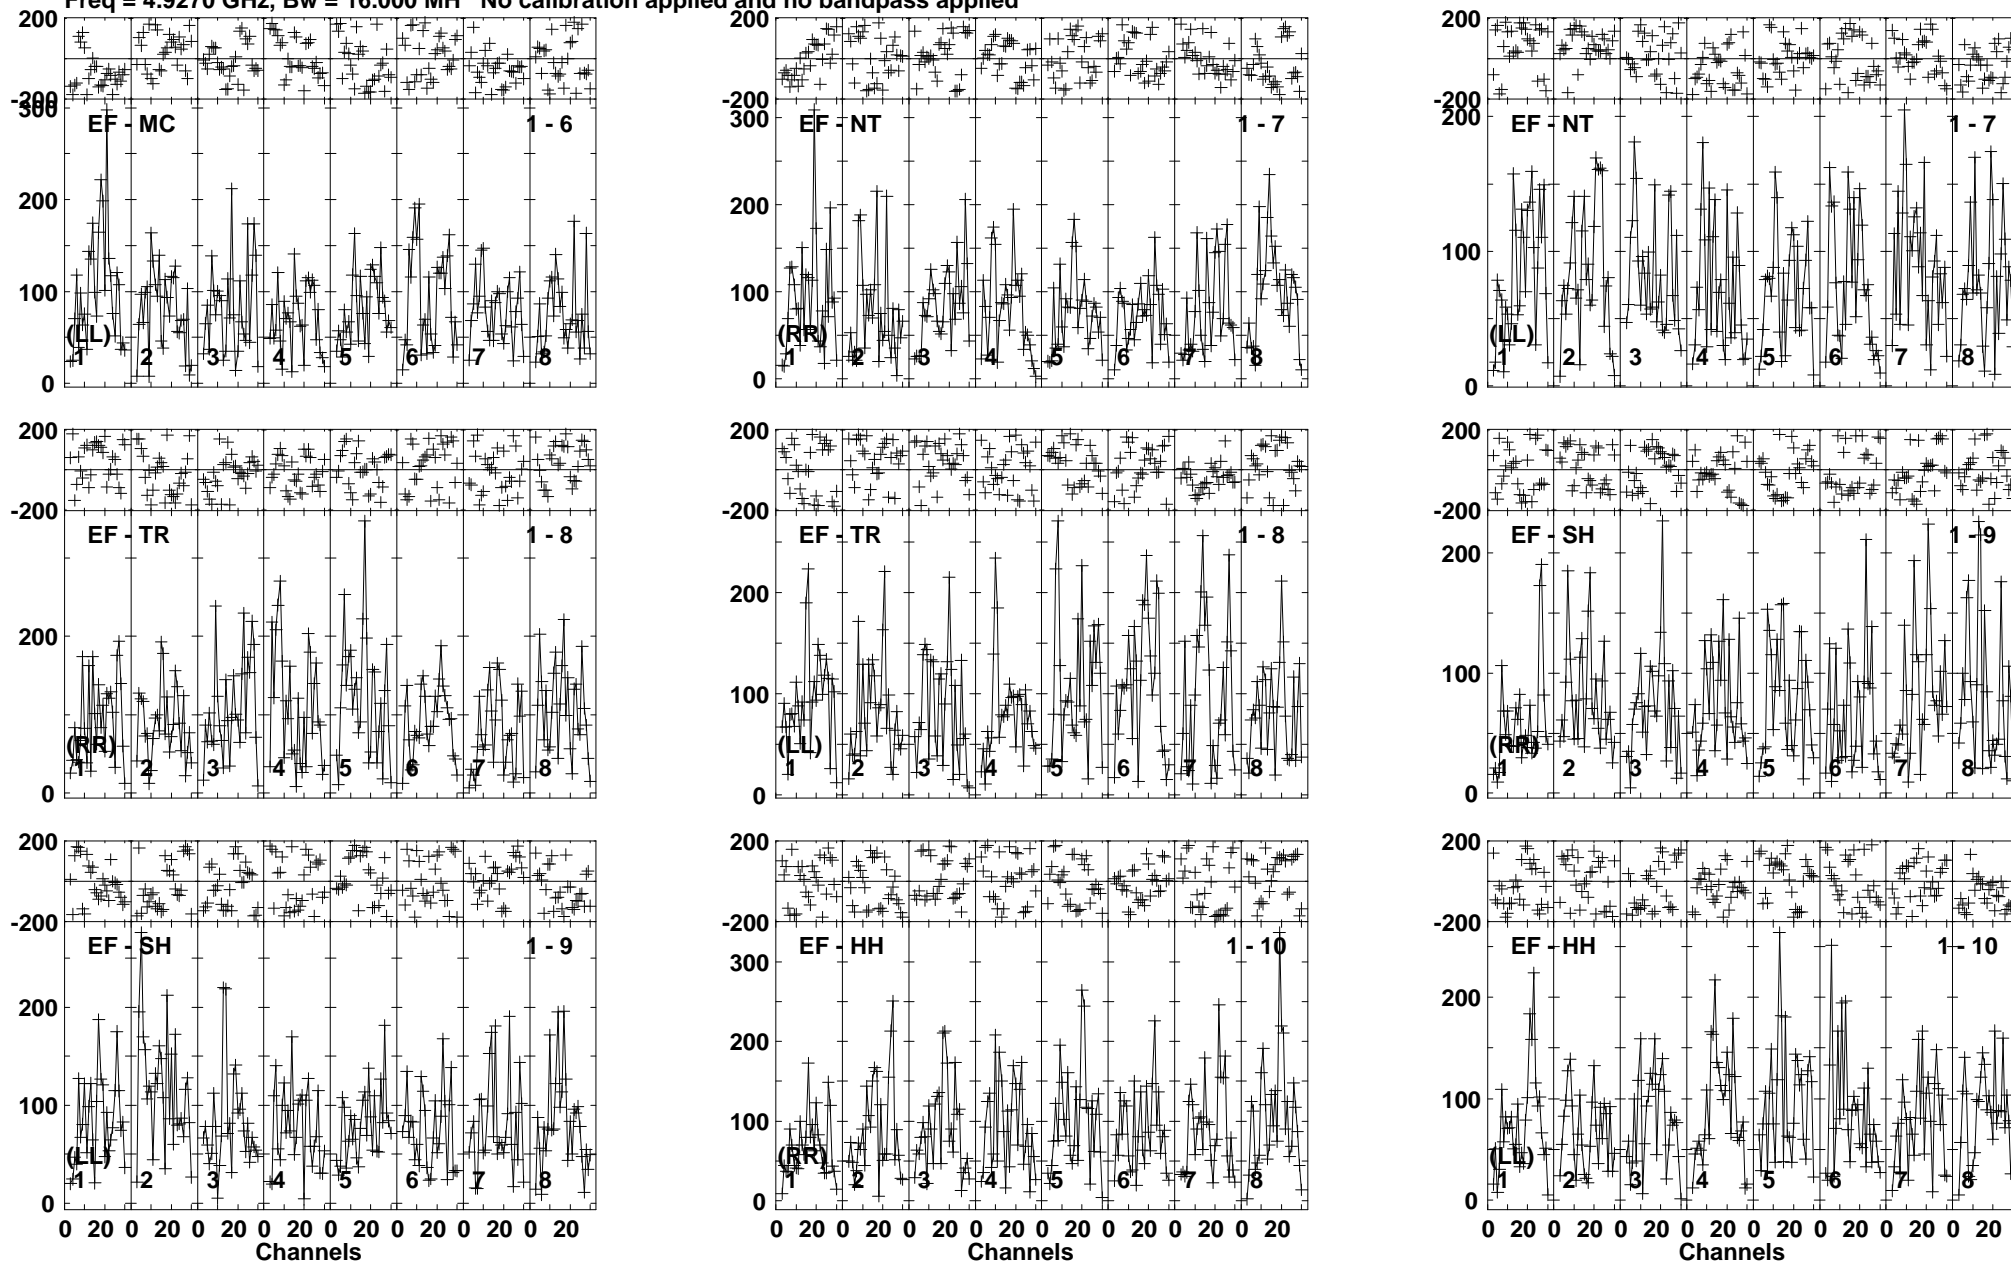 Freq = 4.9270 GHz, Bw = 16.000 MH No calibration applied and no bandpass applied
200 200 200
-200 -200 -200
300 EF - MC 1 - 6 300 EF - NT 1 - 7 200 EF - NT 1 - 7
200 200
100 100 100
(LL) (RR) (LL)
1 2 3 4 5 6 7 8 1 2 3 4 5 6 7 8 1 2 3 4 5 6 7 8
0 0 0
200 200 200
-200 -200 -200
EF - TR 1 - 8 EF - TR 1 - 8 EF - SH 1 - 9
200 200 200
100 100
(RR) (LL) (RR)
1 2 3 4 5 6 7 8 1 2 3 4 5 6 7 8 1 2 3 4 5 6 7 8
0 0 0
200 200 200
-200 -200 -200
EF - SH 1 - 9 EF - HH 1 - 10 EF - HH 1 - 10
300
200 200 200
100 100 100
(LL) (RR) (LL)
1 2 3 4 5 6 7 8 1 2 3 4 5 6 7 8 1 2 3 4 5 6 7 8
0 0 0
0 20 0 20 0 20 0 20 0 20 0 20 0 20 0 20 0 20 0 20 0 20 0 20 0 20 0 20 0 20 0 20 0 20 0 20 0 20 0 20 0 20 0 20 0 20 0 20
Channels Channels Channels